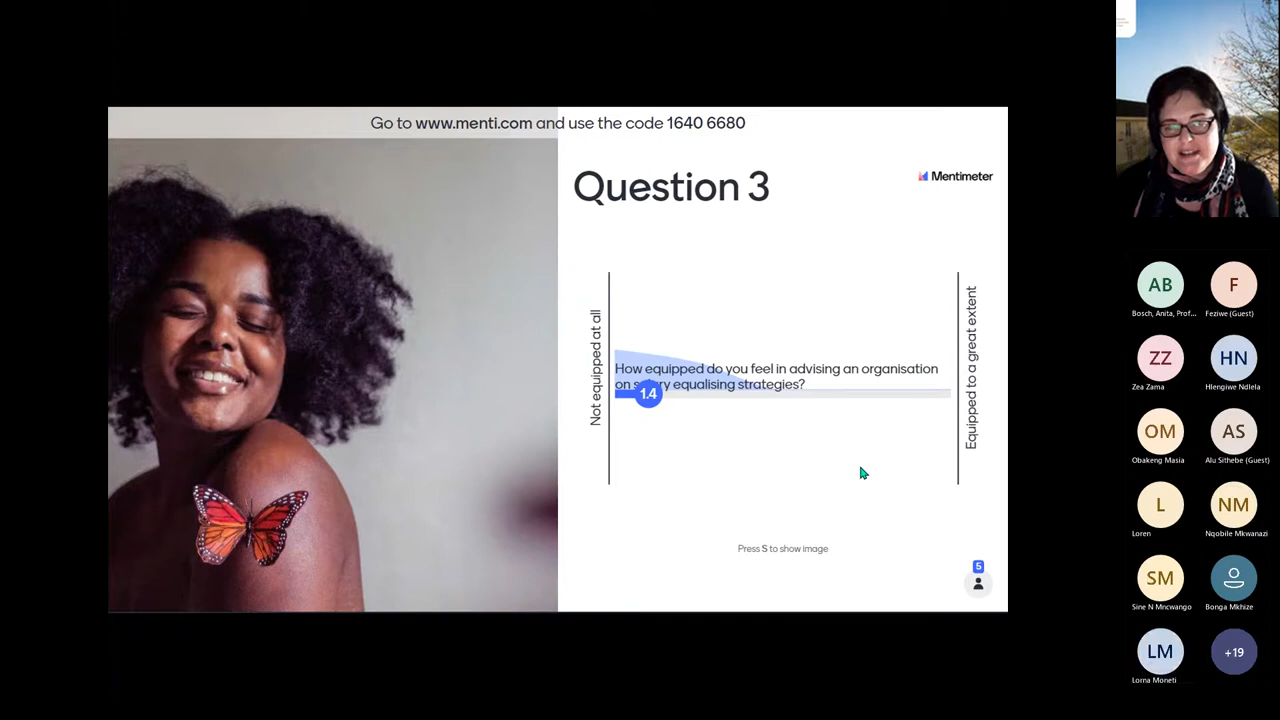 Go to www.menti.com and use the code 1640 6680
Question 3
Mentimeter
Not equipped at all
How equipped do you feel in advising an organisation
on salary equalising strategies?
1.4
Equipped to a great extent
Press S to show image
5
AB
Bosch, Anita, Prof...
F
Feziwe (Guest)
ZZ
Zea Zama
HN
Hlengiwe Ndlela
OM
Obakeng Masia
AS
Alu Sithebe (Guest)
L
Loren
NM
Nqobile Mkwanazi
SM
Sine N Mncwango
Bonga Mkhize
LM
Lorna Moneti
+19